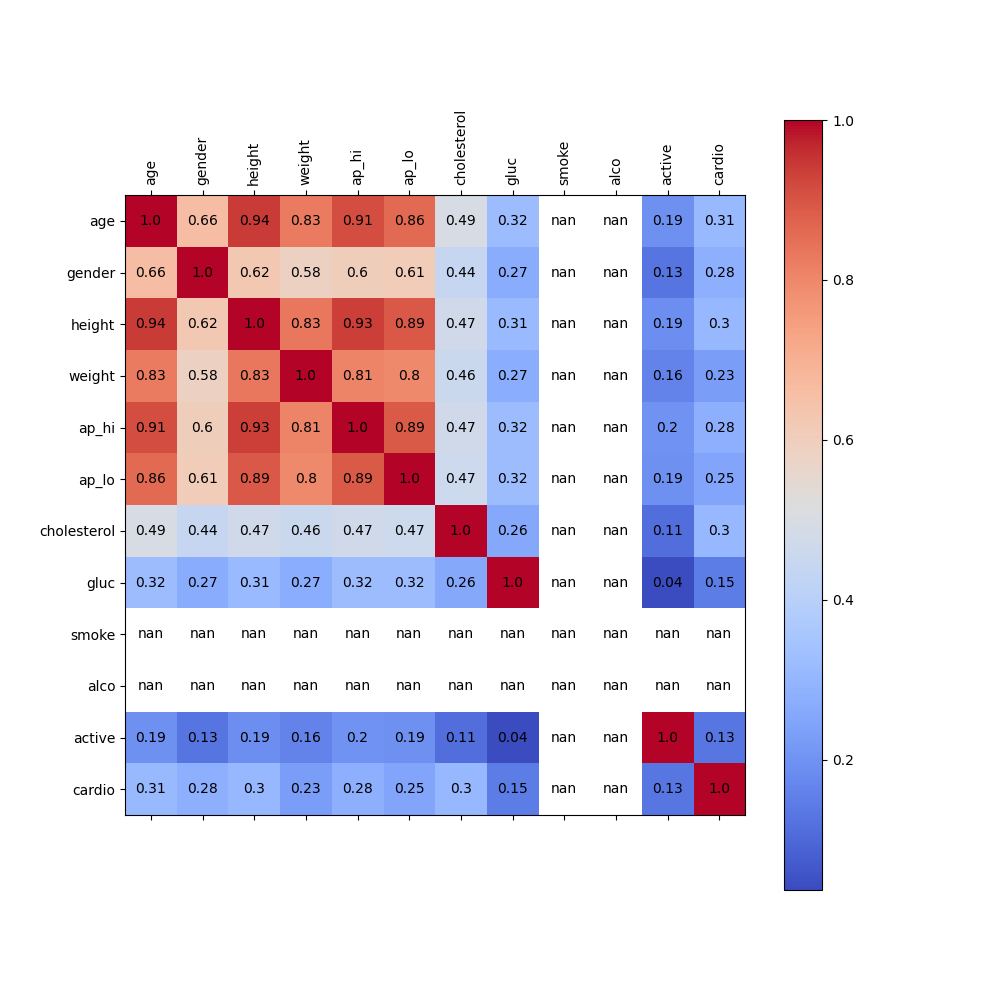 age gender height weight ap_hi ap_lo cholesterol gluc smoke alco active cardio
1.0
age 1.0 0.66 0.94 0.83 0.91 0.86 0.49 0.32 nan nan 0.19 0.31
gender 0.66 1.0 0.62 0.58 0.6 0.61 0.44 0.27 nan nan 0.13 0.28
0.8
height 0.94 0.62 1.0 0.83 0.93 0.89 0.47 0.31 nan nan 0.19 0.3
weight 0.83 0.58 0.83 1.0 0.81 0.8 0.46 0.27 nan nan 0.16 0.23
ap_hi 0.91 0.6 0.93 0.81 1.0 0.89 0.47 0.32 nan nan 0.2 0.28
0.6
ap_lo 0.86 0.61 0.89 0.8 0.89 1.0 0.47 0.32 nan nan 0.19 0.25
cholesterol 0.49 0.44 0.47 0.46 0.47 0.47 1.0 0.26 nan nan 0.11 0.3
gluc 0.32 0.27 0.31 0.27 0.32 0.32 0.26 1.0 nan nan 0.04 0.15
0.4
smoke nan nan nan nan nan nan nan nan nan nan nan nan
alco nan nan nan nan nan nan nan nan nan nan nan nan
active 0.19 0.13 0.19 0.16 0.2 0.19 0.11 0.04 nan nan 1.0 0.13
0.2
cardio 0.31 0.28 0.3 0.23 0.28 0.25 0.3 0.15 nan nan 0.13 1.0